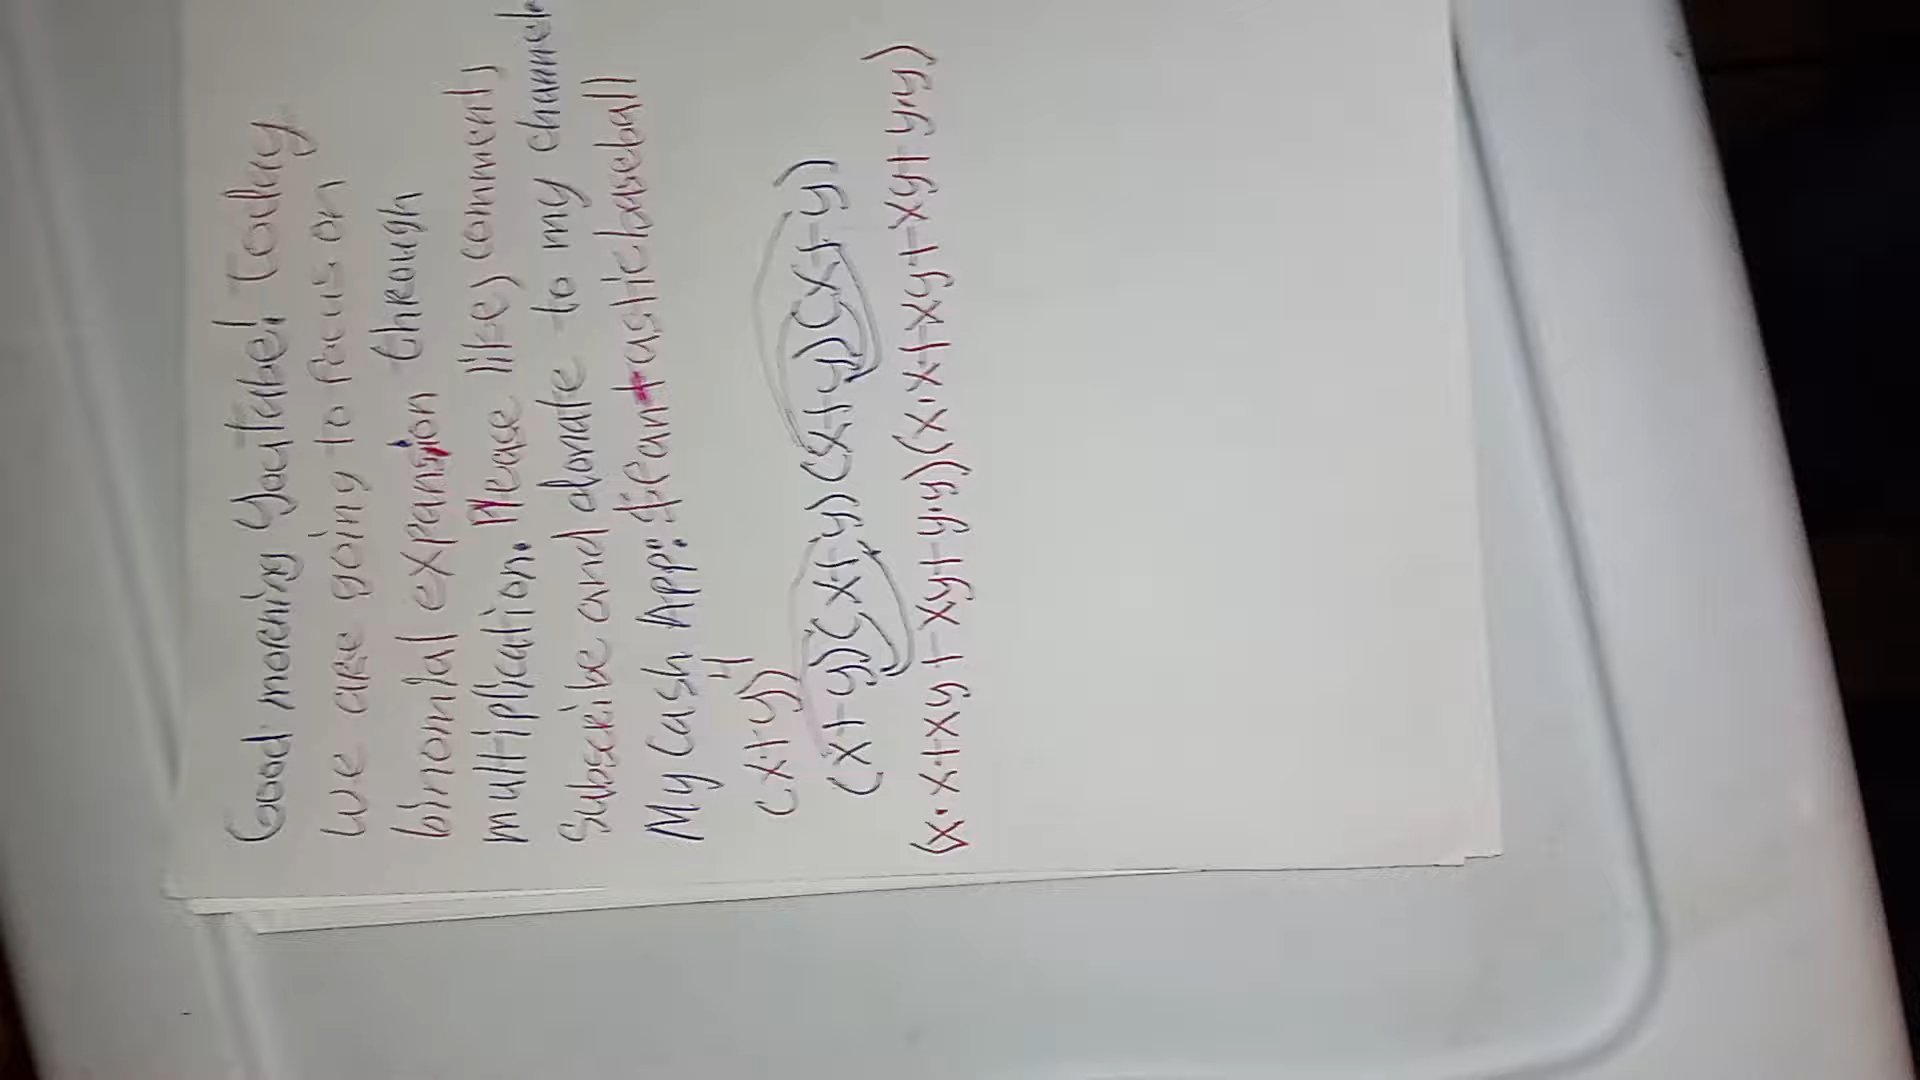 Good morning Youtube! Today
we are going to focus on
binomial expansion through
multiplication. Please like, comment,
Subscribe and donate to my channel
My Cash App: $fantasticbaseball
(x+y)^4
(x+y)(x+y)(x+y)(x+y)
(x·x+xy+xy+y·y)(x·x+xy+xy+y·y)